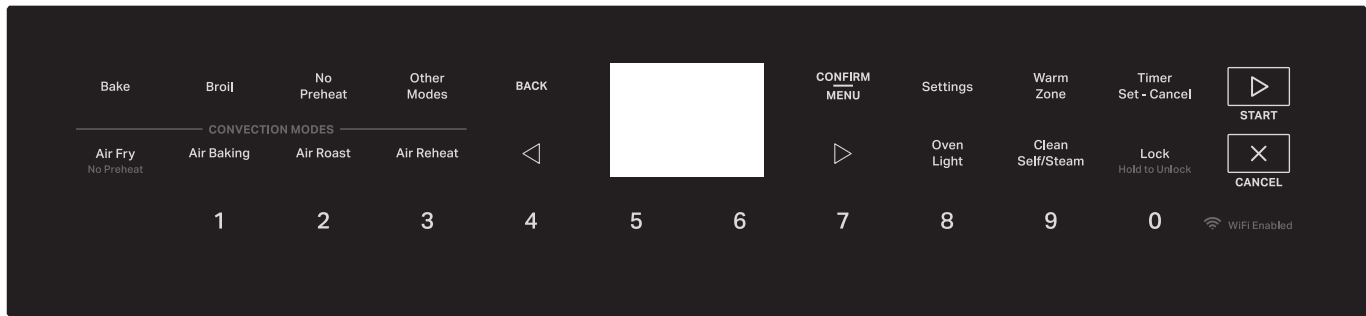 Bake
Broil
No
Preheat
Other
Modes
BACK
CONFIRM
MENU
Settings
Warm
Zone
Timer
Set - Cancel
START
CONVECTION MODES
Air Fry
No Preheat
Air Baking
Air Roast
Air Reheat
Oven
Light
Clean
Self/Steam
Lock
Hold to Unlock
CANCEL
1 2 3 4 5 6 7 8 9 0
WiFi Enabled